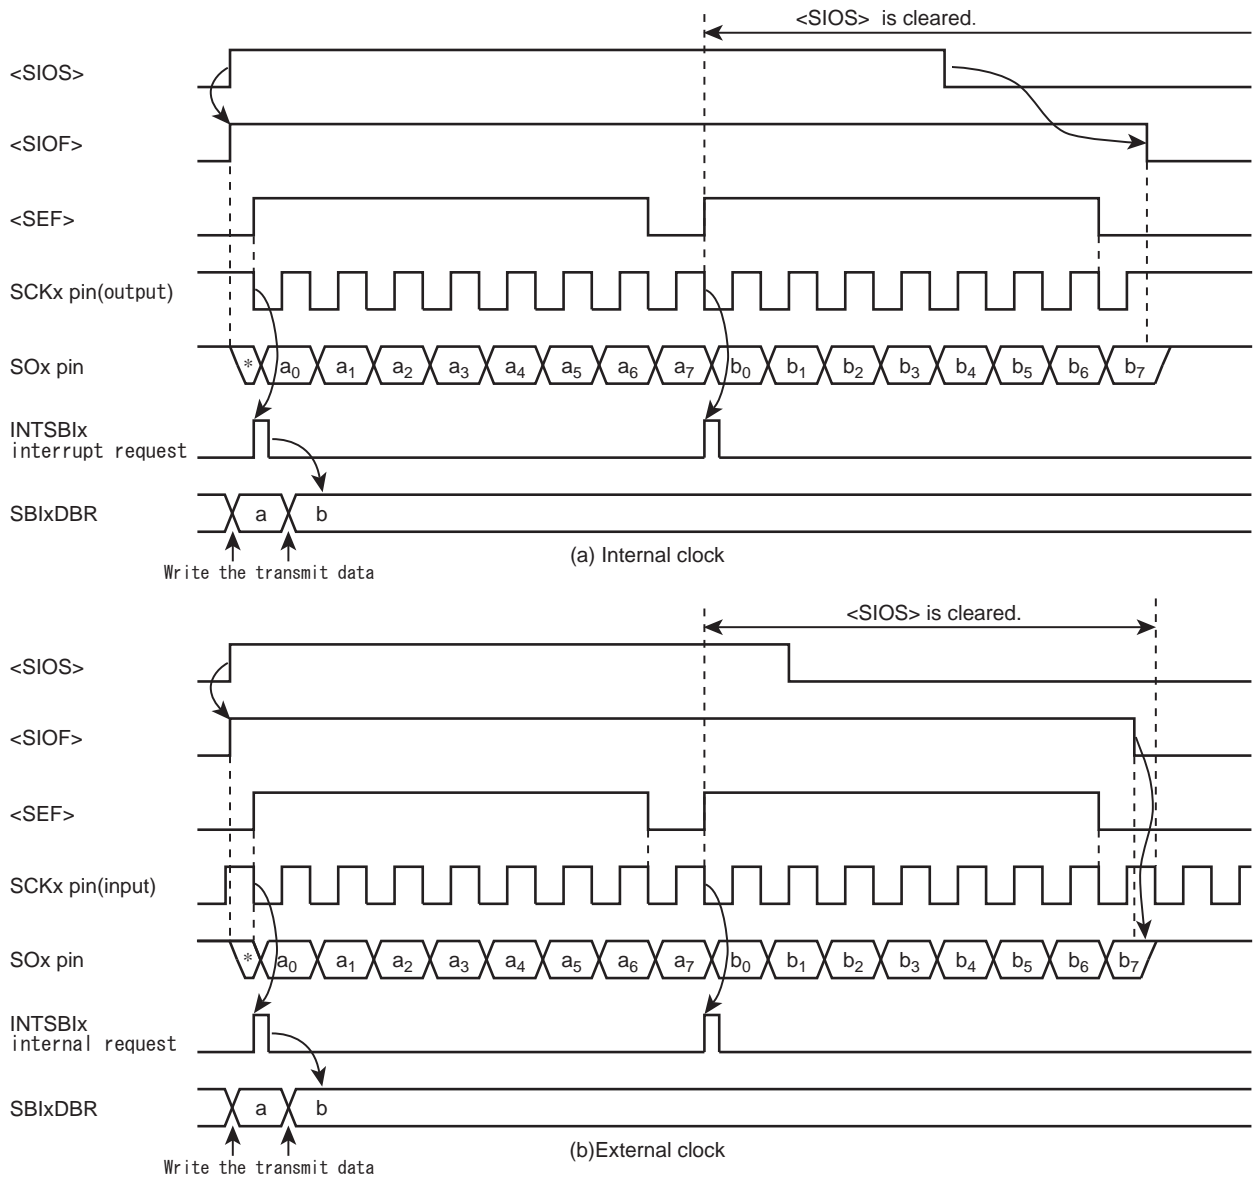 <SIOS> is cleared.
<SIOS>
<SIOF>
<SEF>
SCKx pin(output)
SOx pin * a0 a1 a2 a3 a4 a5 a6 a7 b0 b1 b2 b3 b4 b5 b6 b7
INTSBIx
interrupt request
SBIxDBR a b
(a) Internal clock
Write the transmit data
<SIOS> is cleared.
<SIOS>
<SIOF>
<SEF>
SCKx pin(input)
SOx pin * a0 a1 a2 a3 a4 a5 a6 a7 b0 b1 b2 b3 b4 b5 b6 b7
INTSBIx
internal request
SBIxDBR a b
(b)External clock
Write the transmit data